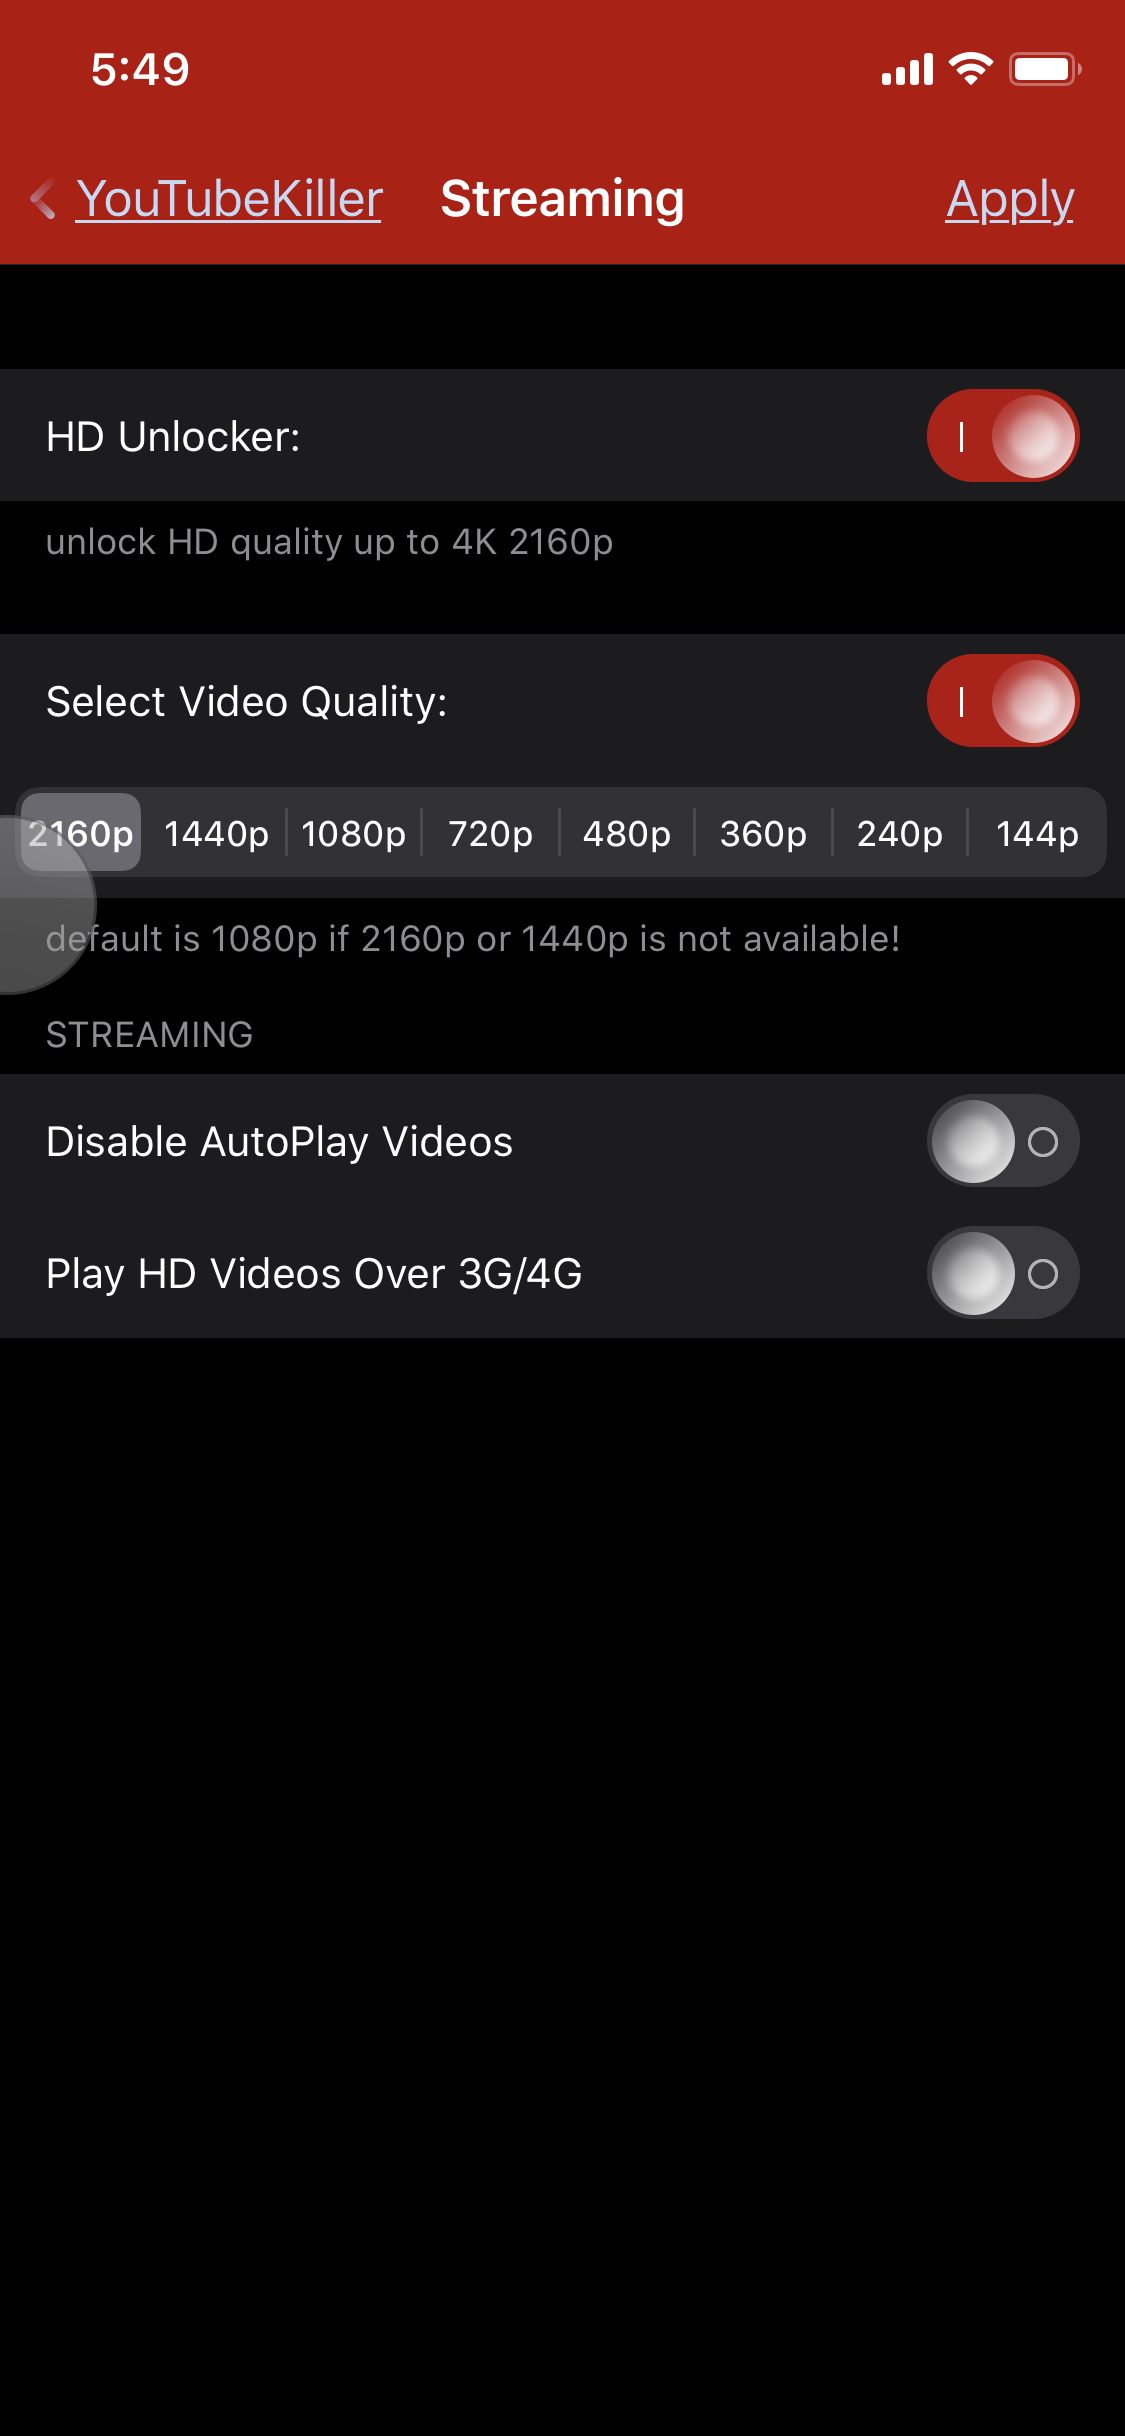 5:49
YouTubeKiller Streaming Apply
HD Unlocker:
unlock HD quality up to 4K 2160p
Select Video Quality:
2160p 1440p 1080p 720p 480p 360p 240p 144p
default is 1080p if 2160p or 1440p is not available!
STREAMING
Disable AutoPlay Videos
Play HD Videos Over 3G/4G